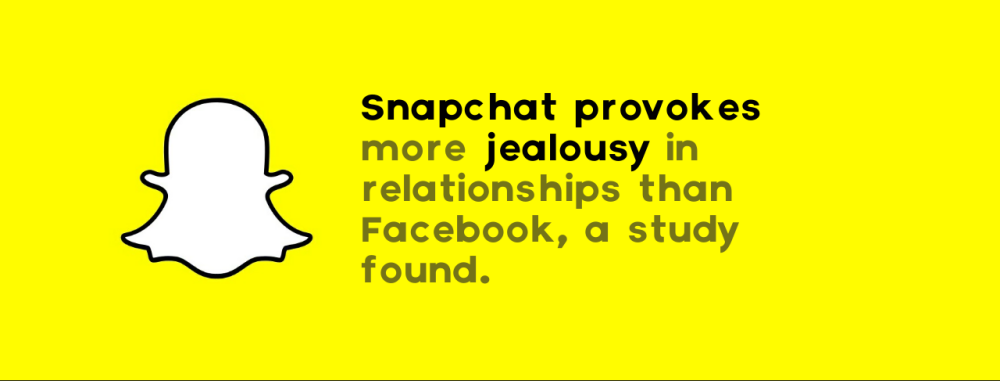 Snapchat provokes
more jealousy in
relationships than
Facebook, a study
found.